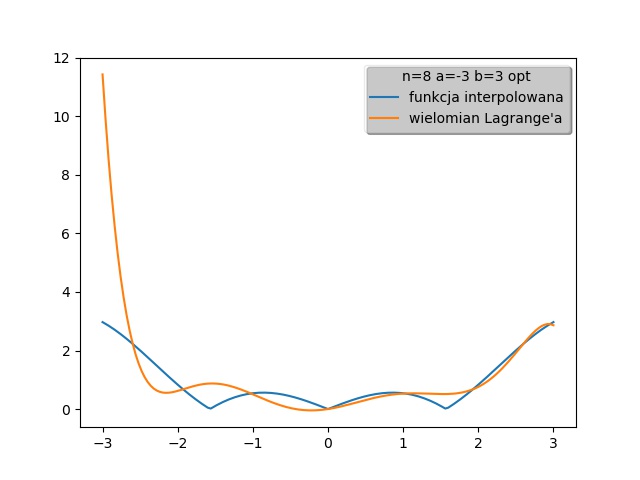 n=8 a=-3 b=3 opt
funkcja interpolowana
wielomian Lagrange'a
12
10
8
6
4
2
0
−3 −2 −1 0 1 2 3